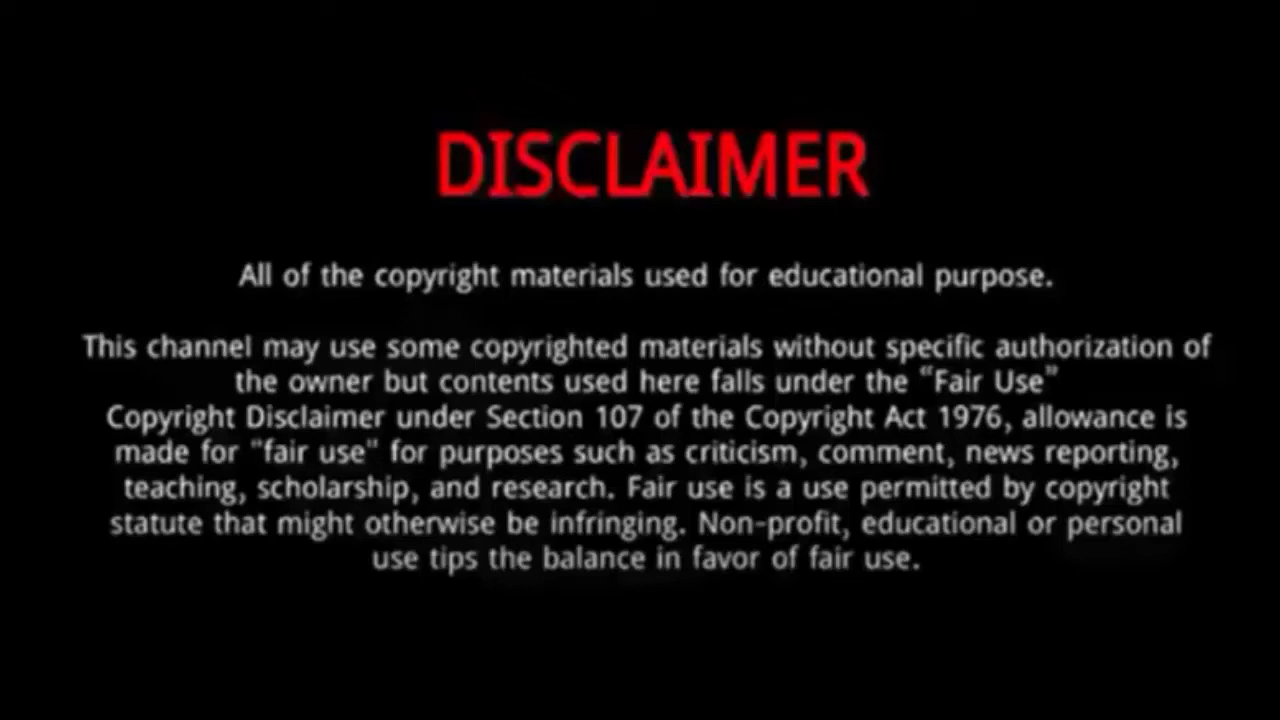 DISCLAIMER
All of the copyright materials used for educational purpose.
This channel may use some copyrighted materials without specific authorization of
the owner but contents used here falls under the “Fair Use”
Copyright Disclaimer under Section 107 of the Copyright Act 1976, allowance is
made for "fair use" for purposes such as criticism, comment, news reporting,
teaching, scholarship, and research. Fair use is a use permitted by copyright
statute that might otherwise be infringing. Non-profit, educational or personal
use tips the balance in favor of fair use.